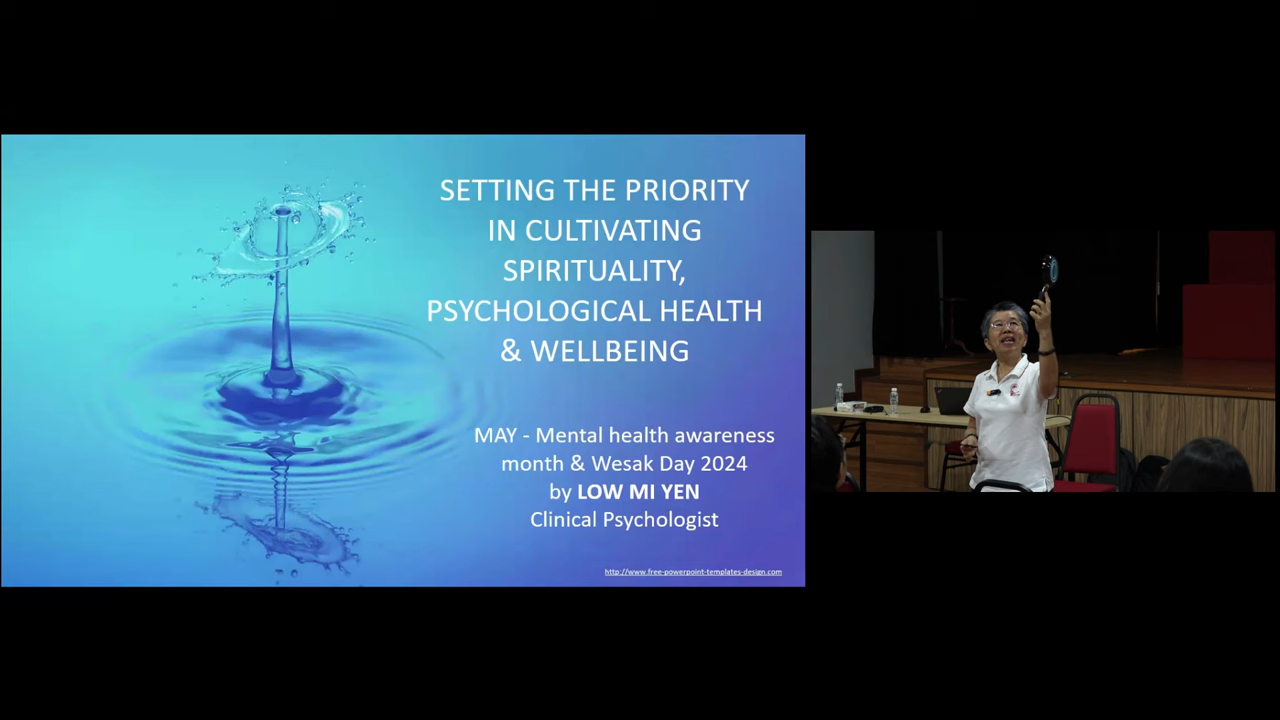 SETTING THE PRIORITY
IN CULTIVATING
SPIRITUALITY,
PSYCHOLOGICAL HEALTH
& WELLBEING
MAY - Mental health awareness
month & Wesak Day 2024
by LOW MI YEN
Clinical Psychologist
http://www.free-powerpoint-templates-design.com